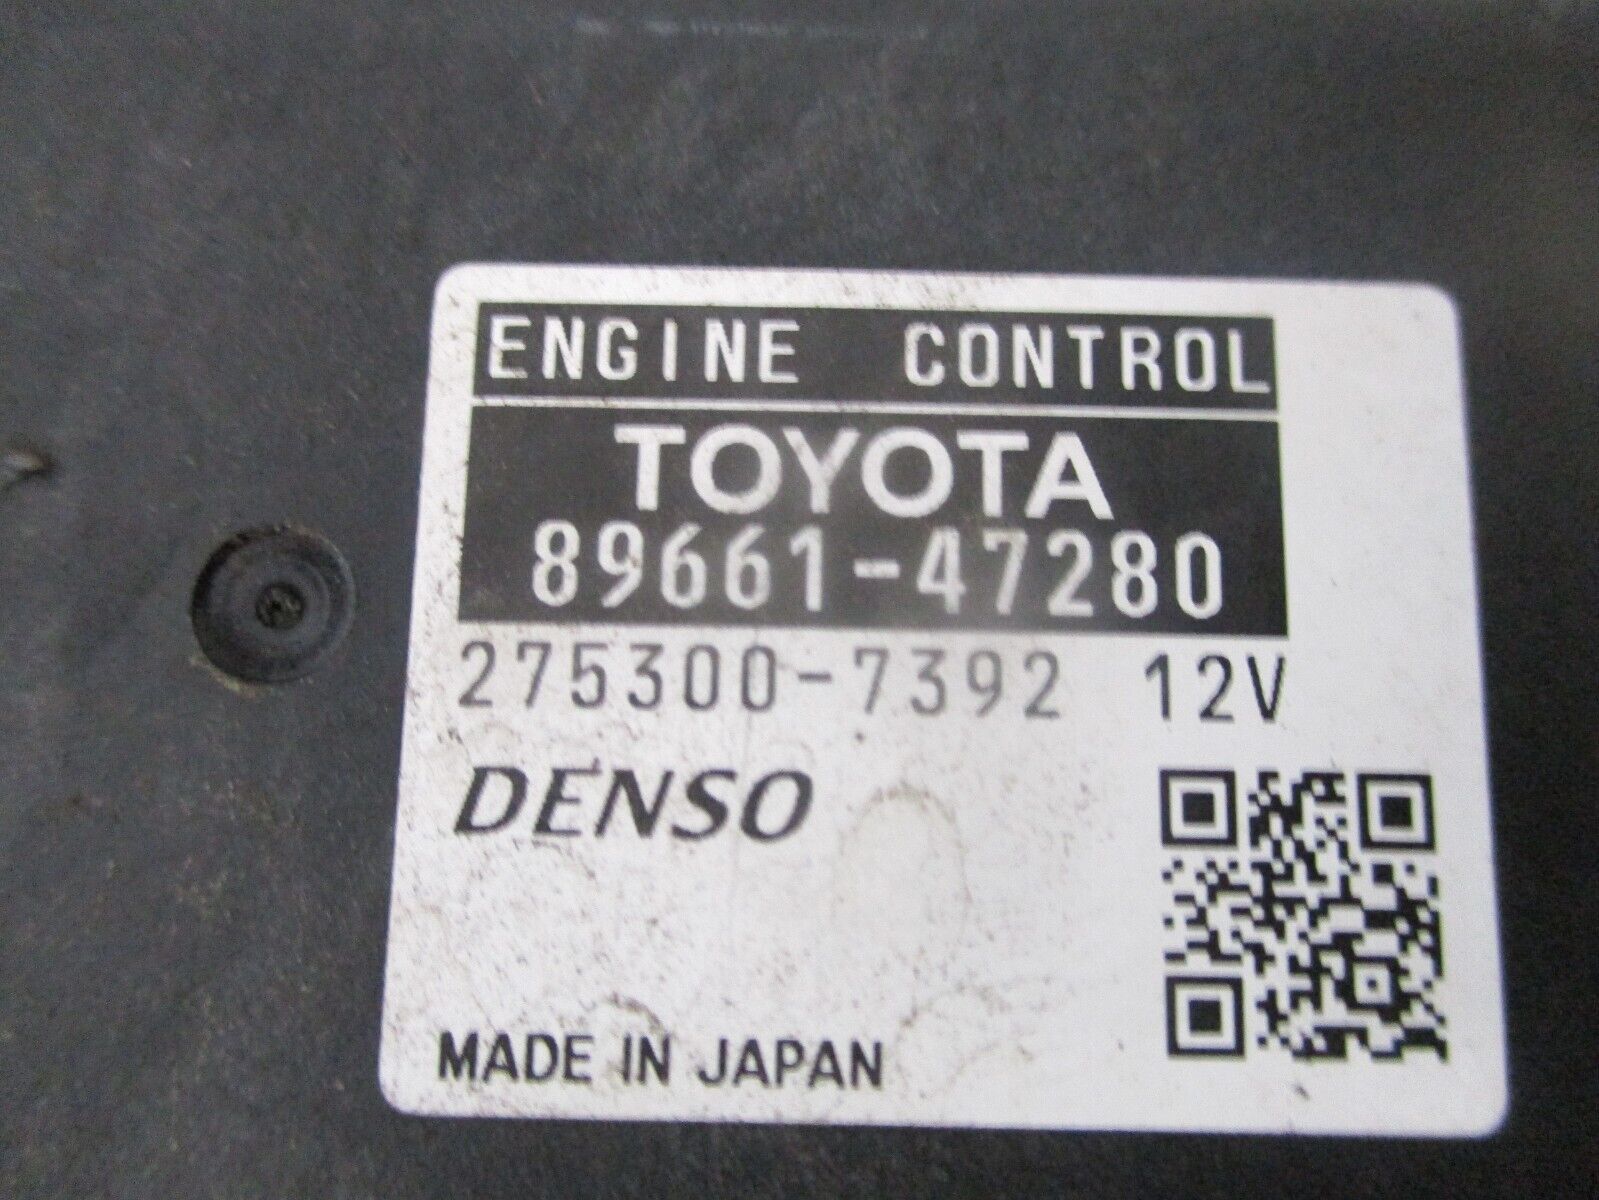 ENGINE CONTROL
TOYOTA
89661-47280
275300-7392 12V
DENSO
MADE IN JAPAN